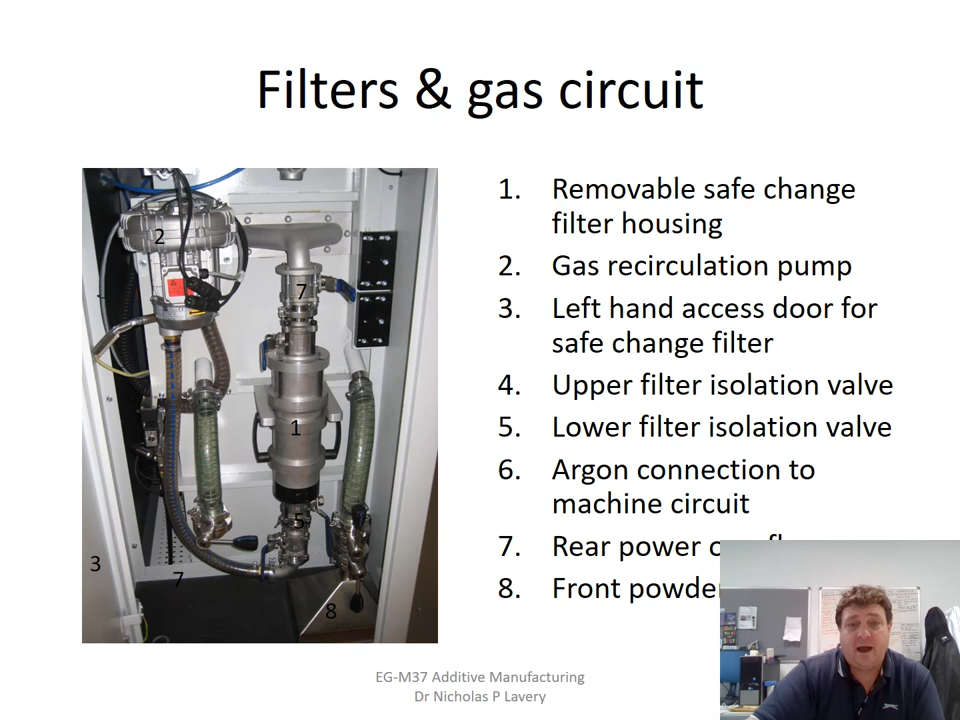 Filters & gas circuit
1. Removable safe change
filter housing
2. Gas recirculation pump
3. Left hand access door for
safe change filter
4. Upper filter isolation valve
5. Lower filter isolation valve
6. Argon connection to
machine circuit
7. Rear power
8. Front powder
2
7
1
5
3
7
8
EG-M37 Additive Manufacturing
Dr Nicholas P Lavery